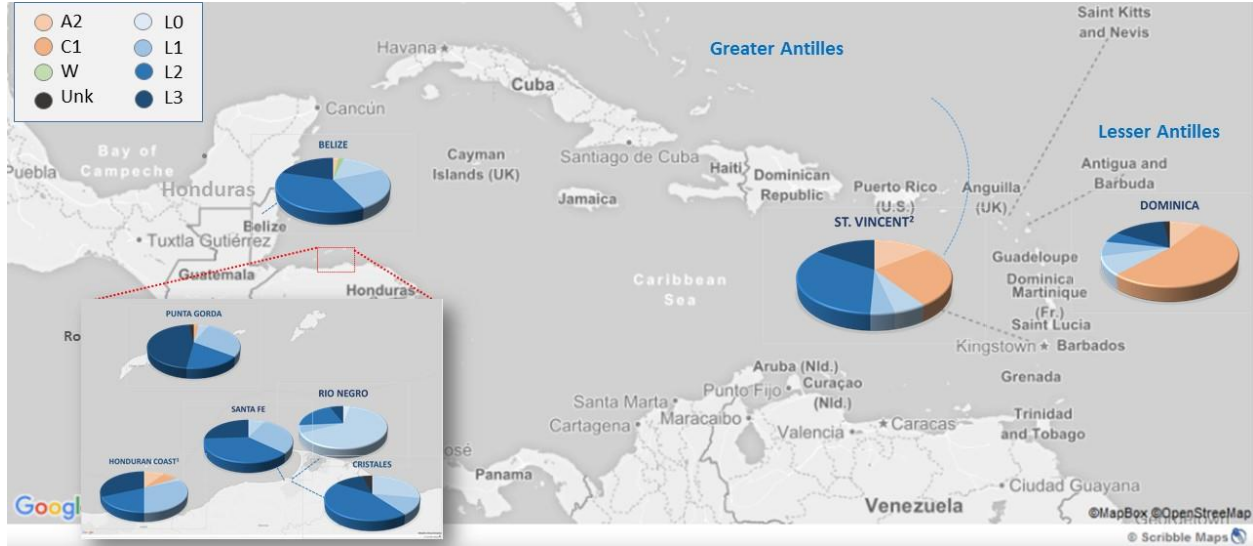 A2
C1
W
Unk
L0
L1
L2
L3
Greater Antilles
Saint Kitts
and Nevis
Havana
Cuba
Cancún
Lesser Antilles
Bay of
Campeche
Puebla
BELIZE
Cayman
Islands (UK)
Santiago de Cuba
Haiti
Dominican
Republic
Jamaica
Puerto Rico
(U.S.)
Anguilla
(UK)
Antigua and
Barbuda
Honduras
DOMINICA
ST. VINCENT²
Belize
Tuxtla Gutiérrez
Guatemala
Honduras
Caribbean
Sea
Guadeloupe
Dominica
Martinique
(Fr.)
Saint Lucia
Kingstown
Barbados
Grenada
PUNTA GORDA
Ro
SANTA FE
RIO NEGRO
HONDURAN COAST²
CRISTALES
Aruba (Nld.)
Punto Fijo
Curaçao
(Nld.)
Santa Marta
Cartagena
Maracaibo
Valencia
Caracas
Trinidad
and Tobago
osé
Panama
Venezuela
Ciudad Guayana
Googl
©MapBox ©OpenStreetMap
© Scribble Maps